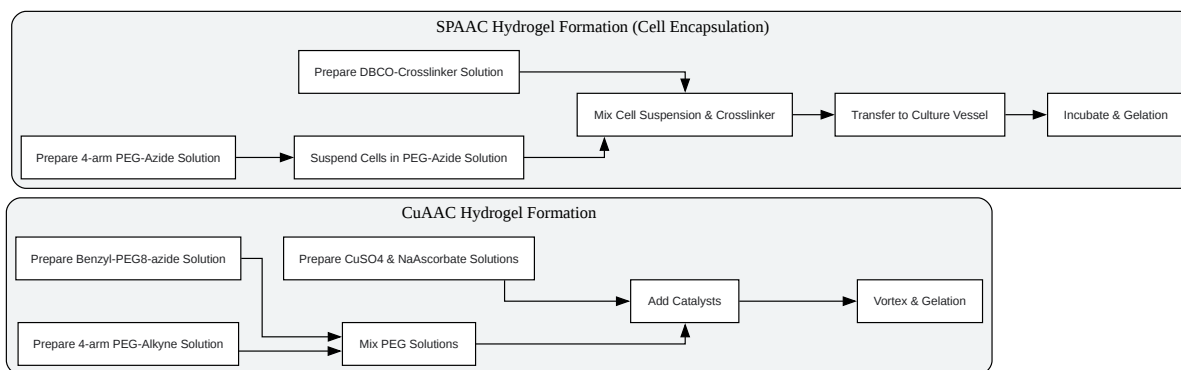 SPAAC Hydrogel Formation (Cell Encapsulation)
Prepare DBCO-Crosslinker Solution
Mix Cell Suspension & Crosslinker
Transfer to Culture Vessel
Incubate & Gelation
Prepare 4-arm PEG-Azide Solution
Suspend Cells in PEG-Azide Solution
CuAAC Hydrogel Formation
Prepare Benzyl-PEG8-azide Solution
Prepare CuSO4 & NaAscorbate Solutions
Add Catalysts
Vortex & Gelation
Prepare 4-arm PEG-Alkyne Solution
Mix PEG Solutions